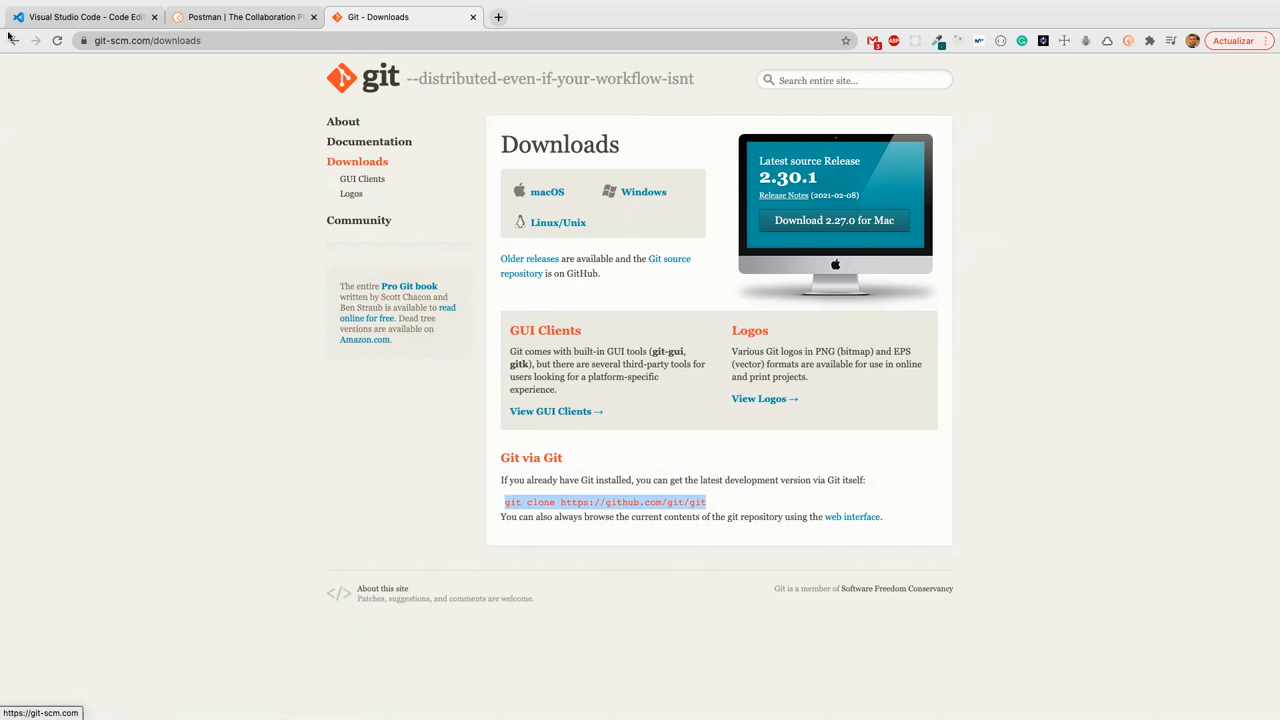 Visual Studio Code - Code Edi
Postman | The Collaboration Pl
Git - Downloads
git-scm.com/downloads
3
ABP
Actualizar
git --distributed-even-if-your-workflow-isnt
Search entire site...
About
Documentation
Downloads
GUI Clients
Logos
Community
The entire Pro Git book
written by Scott Chacon and
Ben Straub is available to read
online for free. Dead tree
versions are available on
Amazon.com.
Downloads
macOS
Windows
Linux/Unix
Older releases are available and the Git source
repository is on GitHub.
Latest source Release
2.30.1
Release Notes (2021-02-08)
Download 2.27.0 for Mac
GUI Clients
Git comes with built-in GUI tools (git-gui,
gitk), but there are several third-party tools for
users looking for a platform-specific
experience.
View GUI Clients →
Logos
Various Git logos in PNG (bitmap) and EPS
(vector) formats are available for use in online
and print projects.
View Logos →
Git via Git
If you already have Git installed, you can get the latest development version via Git itself:
git clone https://github.com/git/git
You can also always browse the current contents of the git repository using the web interface.
</> About this site
Patches, suggestions, and comments are welcome.
Git is a member of Software Freedom Conservancy
https://git-scm.com